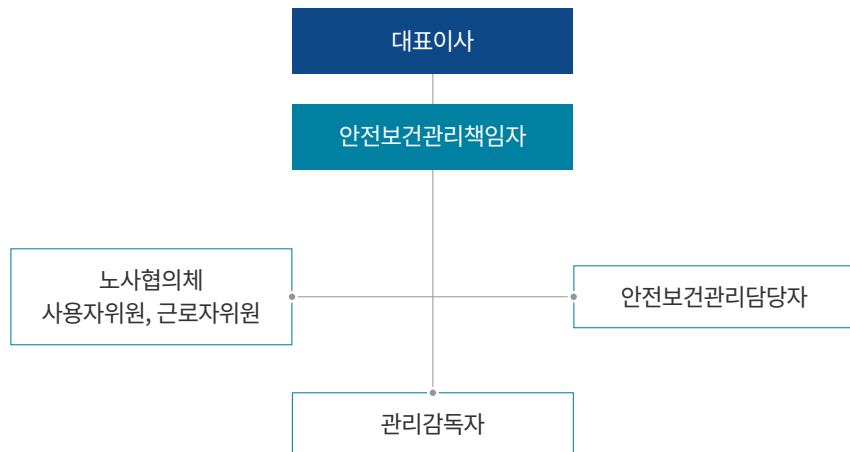 대표이사
안전보건관리책임자
노사협의체
사용자위원, 근로자위원
안전보건관리담당자
관리감독자